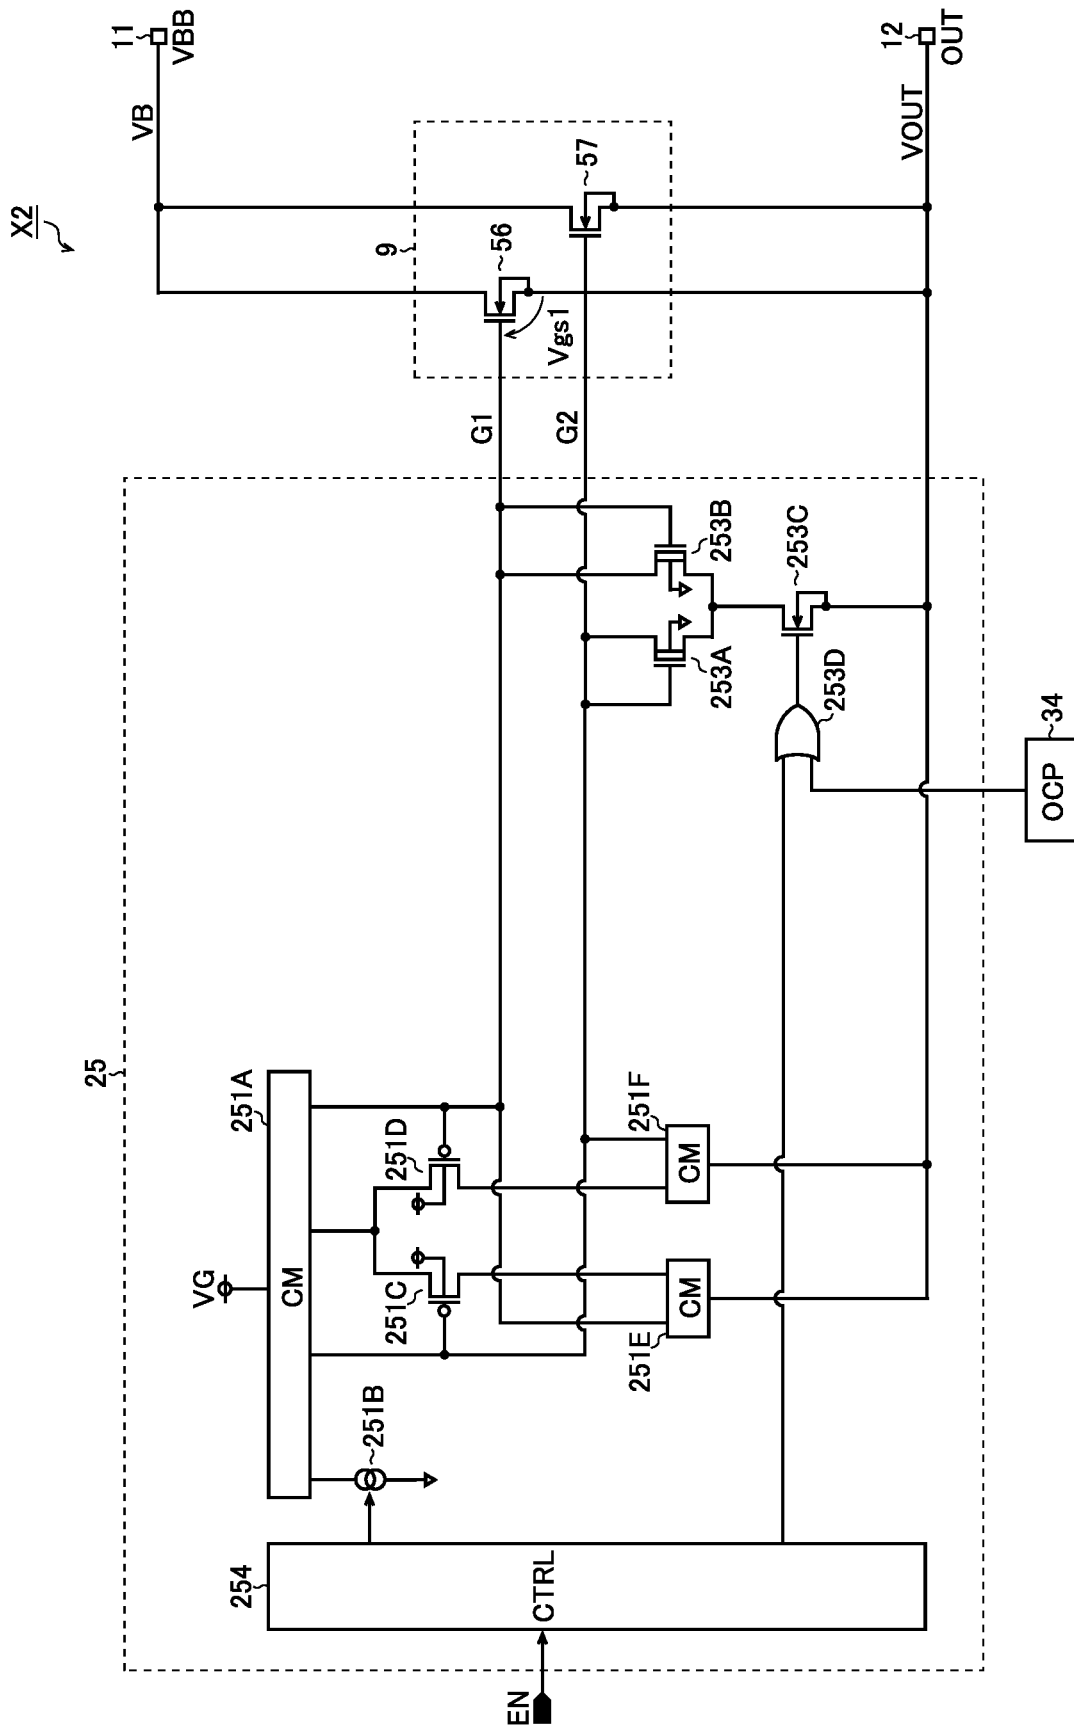 X2
11
VBB
VB
12
OUT
VOUT
9
56
57
Vgs1
G1
G2
25
253A
253B
253C
253D
34
OCP
251A
VG
CM
251B
251C
251D
251E
CM
251F
CM
254
CTRL
EN